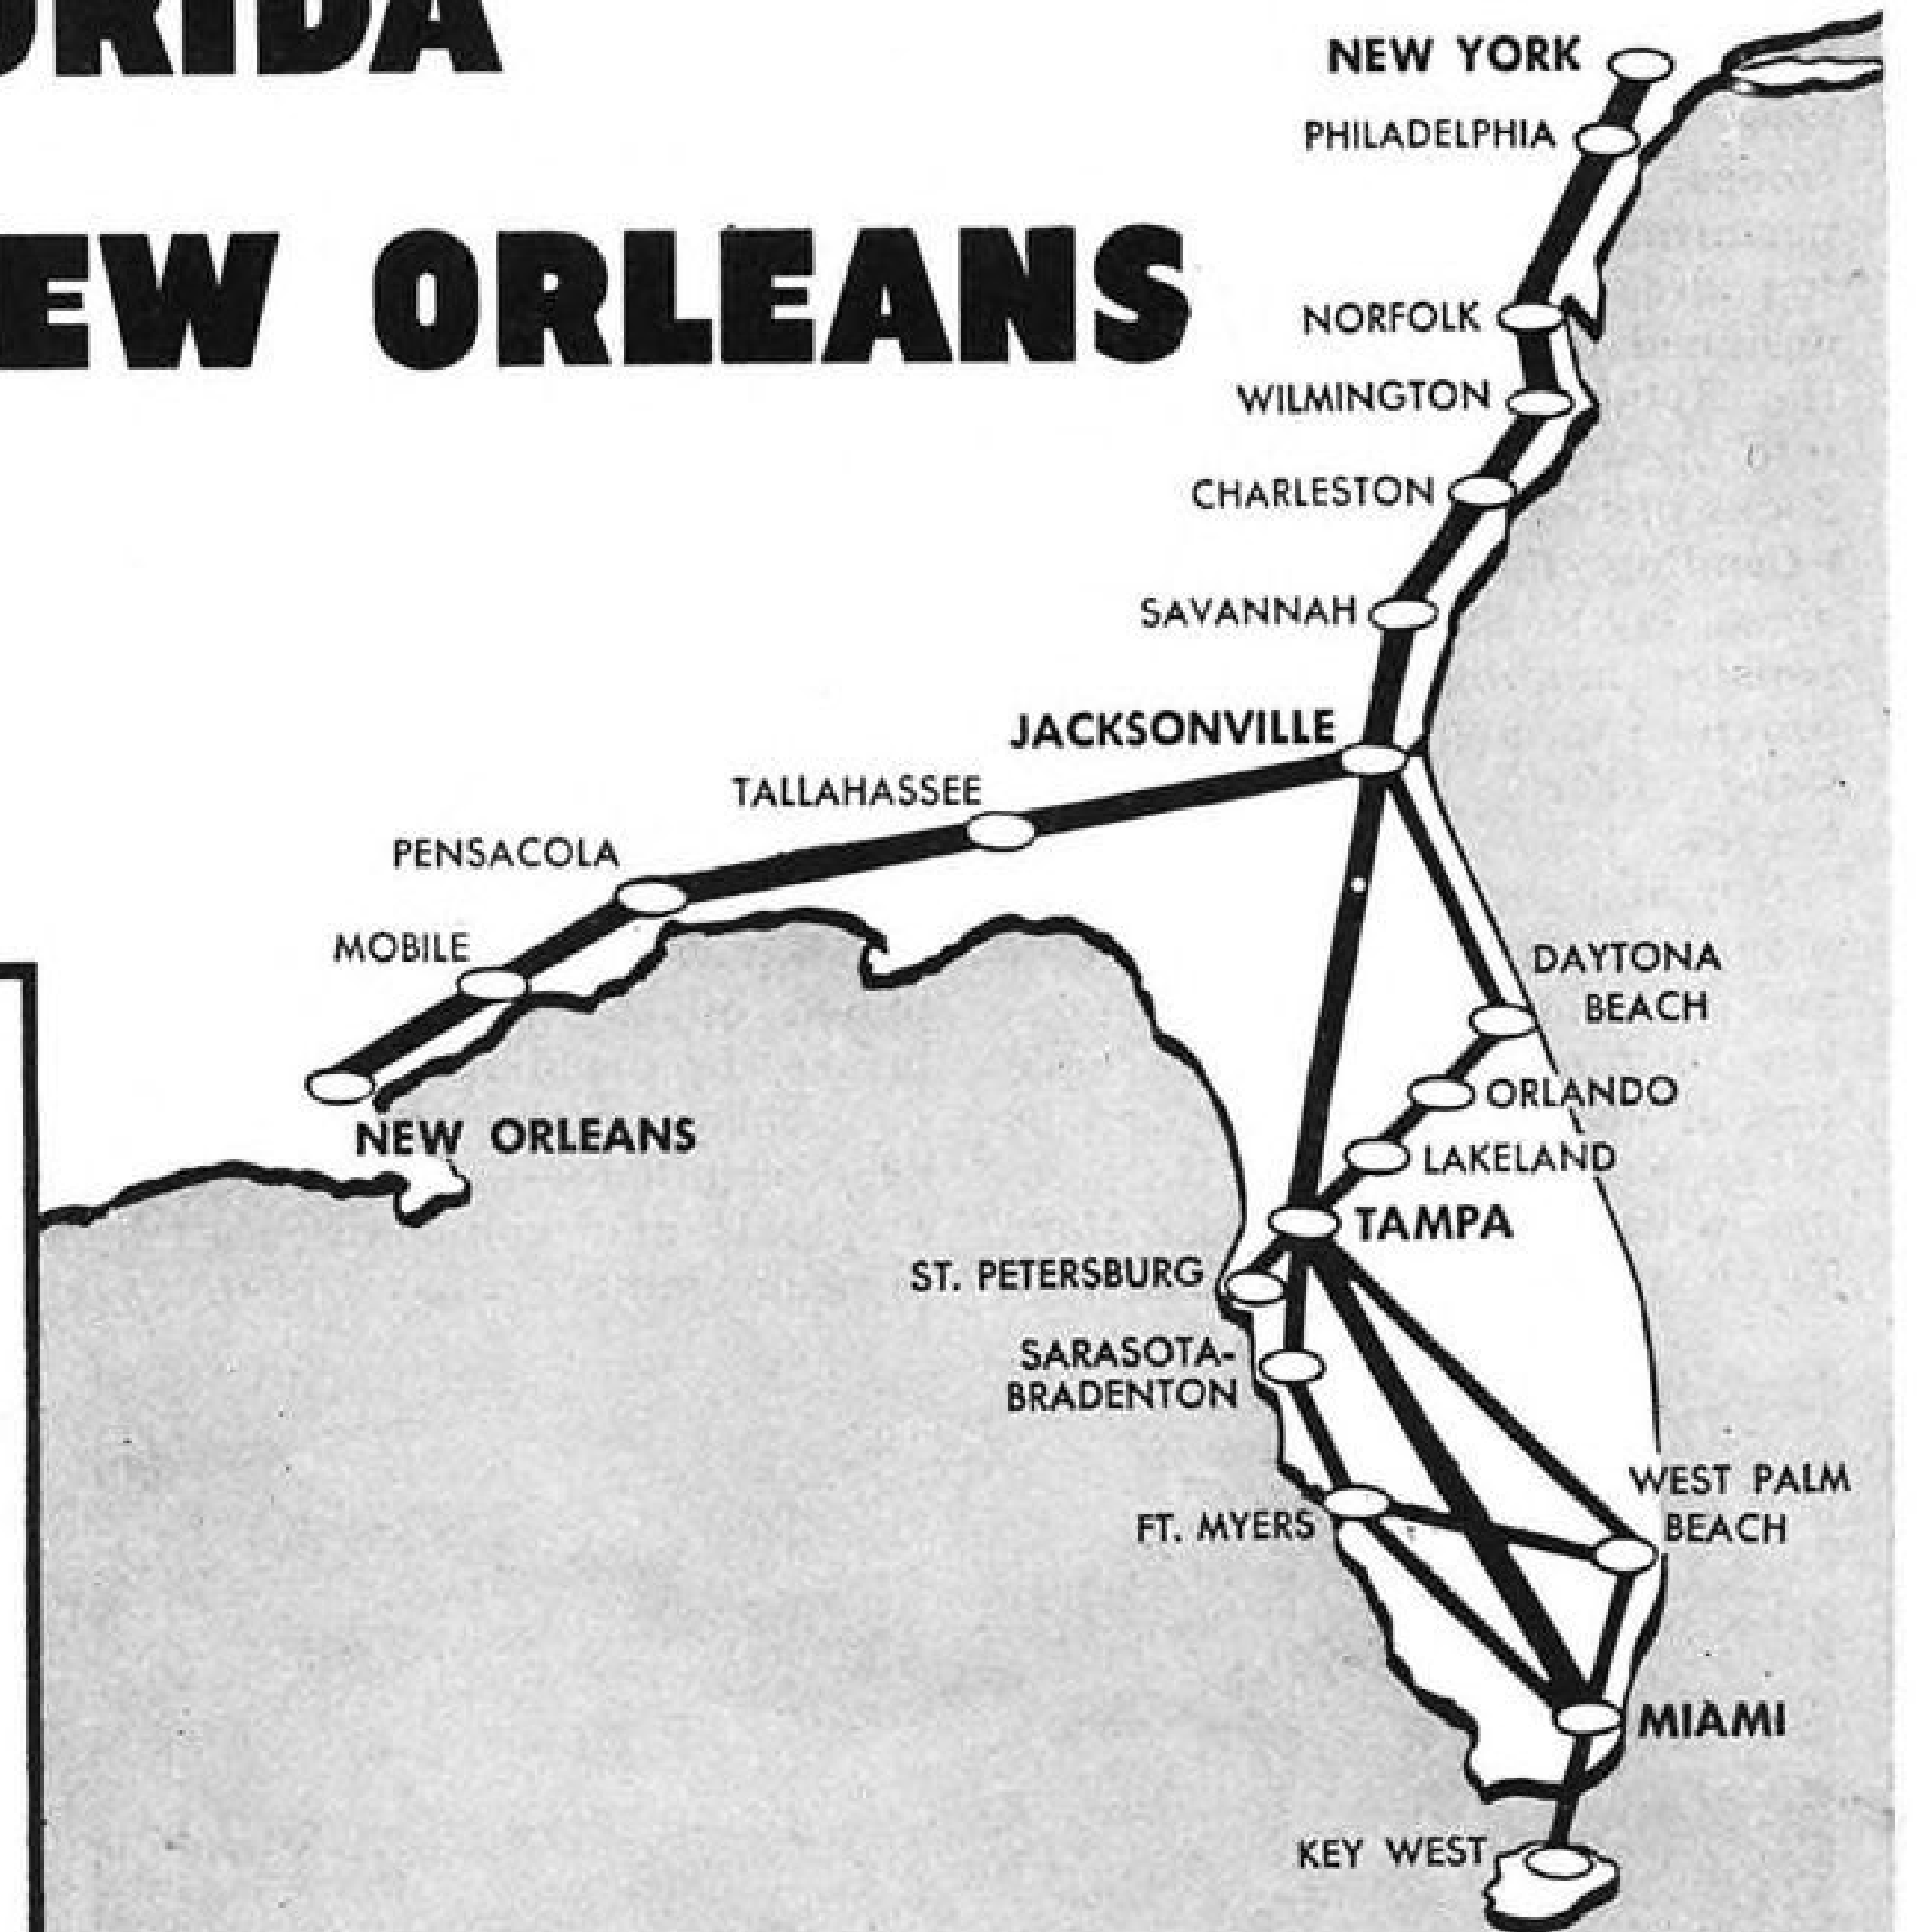 ORIDA
EW ORLEANS
NEW YORK
PHILADELPHIA
NORFOLK
WILMINGTON
CHARLESTON
SAVANNAH
JACKSONVILLE
TALLAHASSEE
PENSACOLA
MOBILE
NEW ORLEANS
DAYTONA
BEACH
ORLANDO
LAKELAND
TAMPA
ST. PETERSBURG
SARASOTA-
BRADENTON
FT. MYERS
WEST PALM
BEACH
MIAMI
KEY WEST